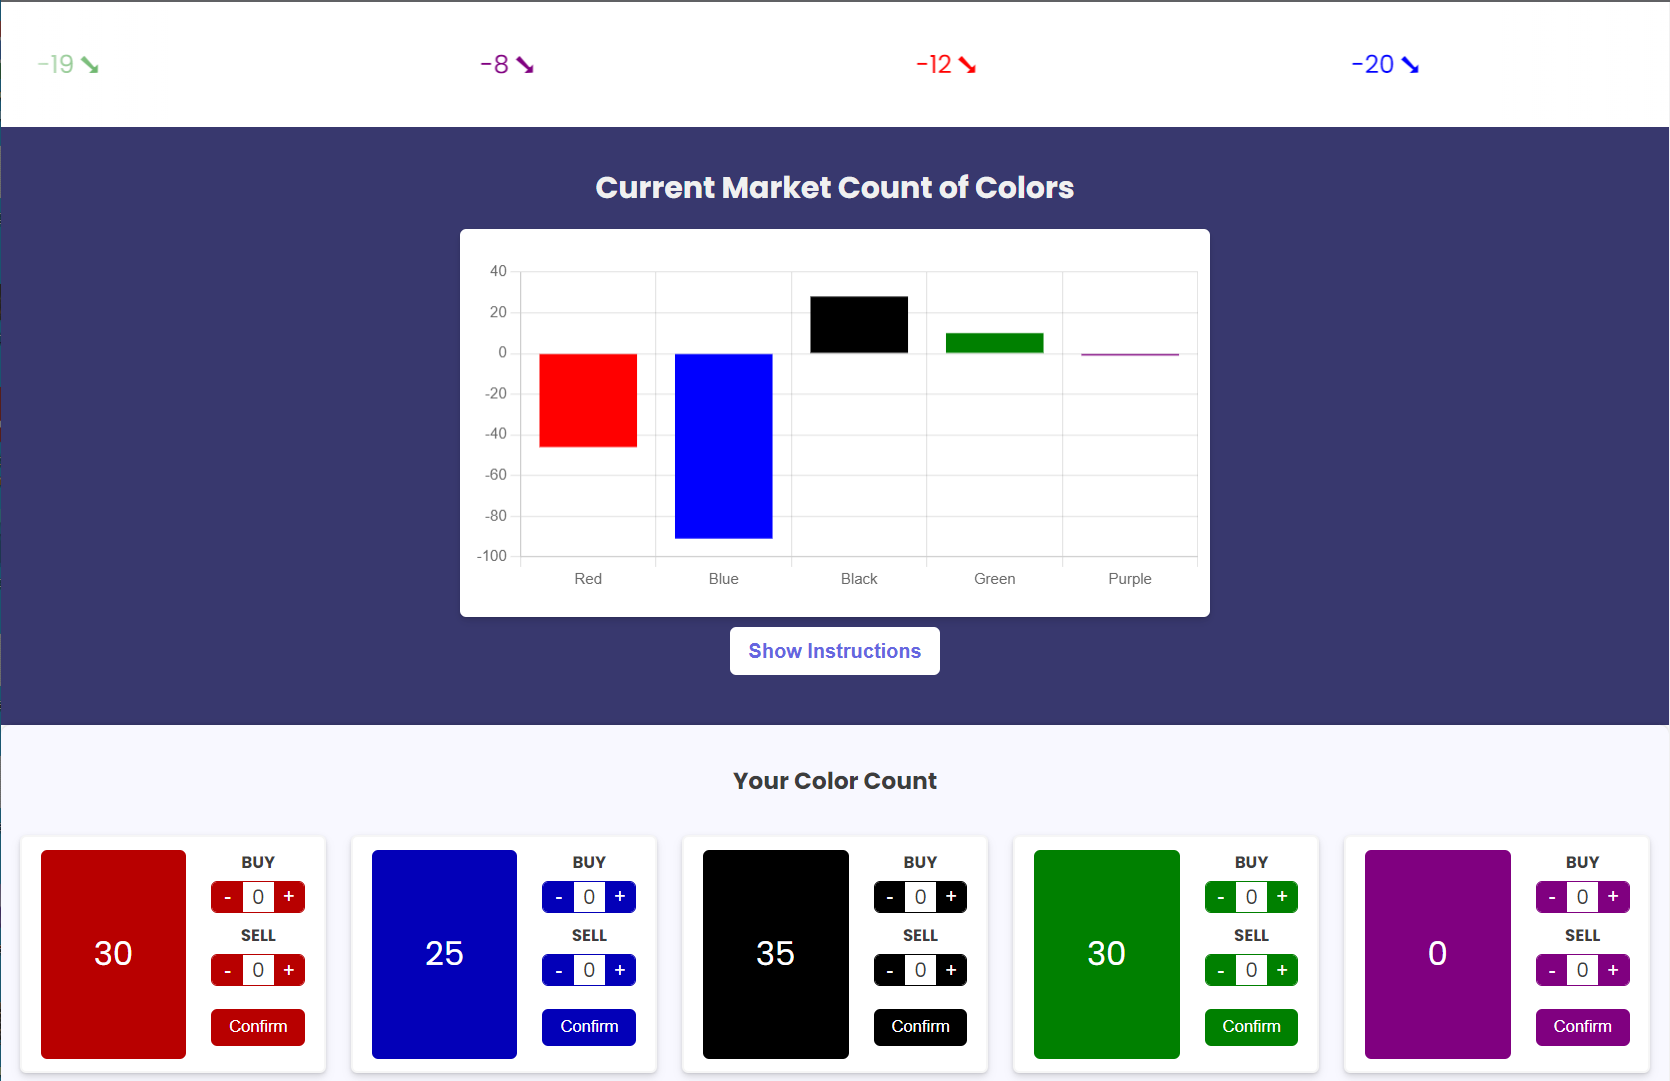 -19 ➘ -8 ➘ -12 ➘ -20 ➘
Current Market Count of Colors
40
20
0
-20
-40
-60
-80
-100
Red Blue Black Green Purple
Show Instructions
Your Color Count
BUY BUY BUY BUY BUY
- 0 + - 0 + - 0 + - 0 + - 0 +
SELL SELL SELL SELL SELL
30 25 35 30 0
- 0 + - 0 + - 0 + - 0 + - 0 +
Confirm Confirm Confirm Confirm Confirm